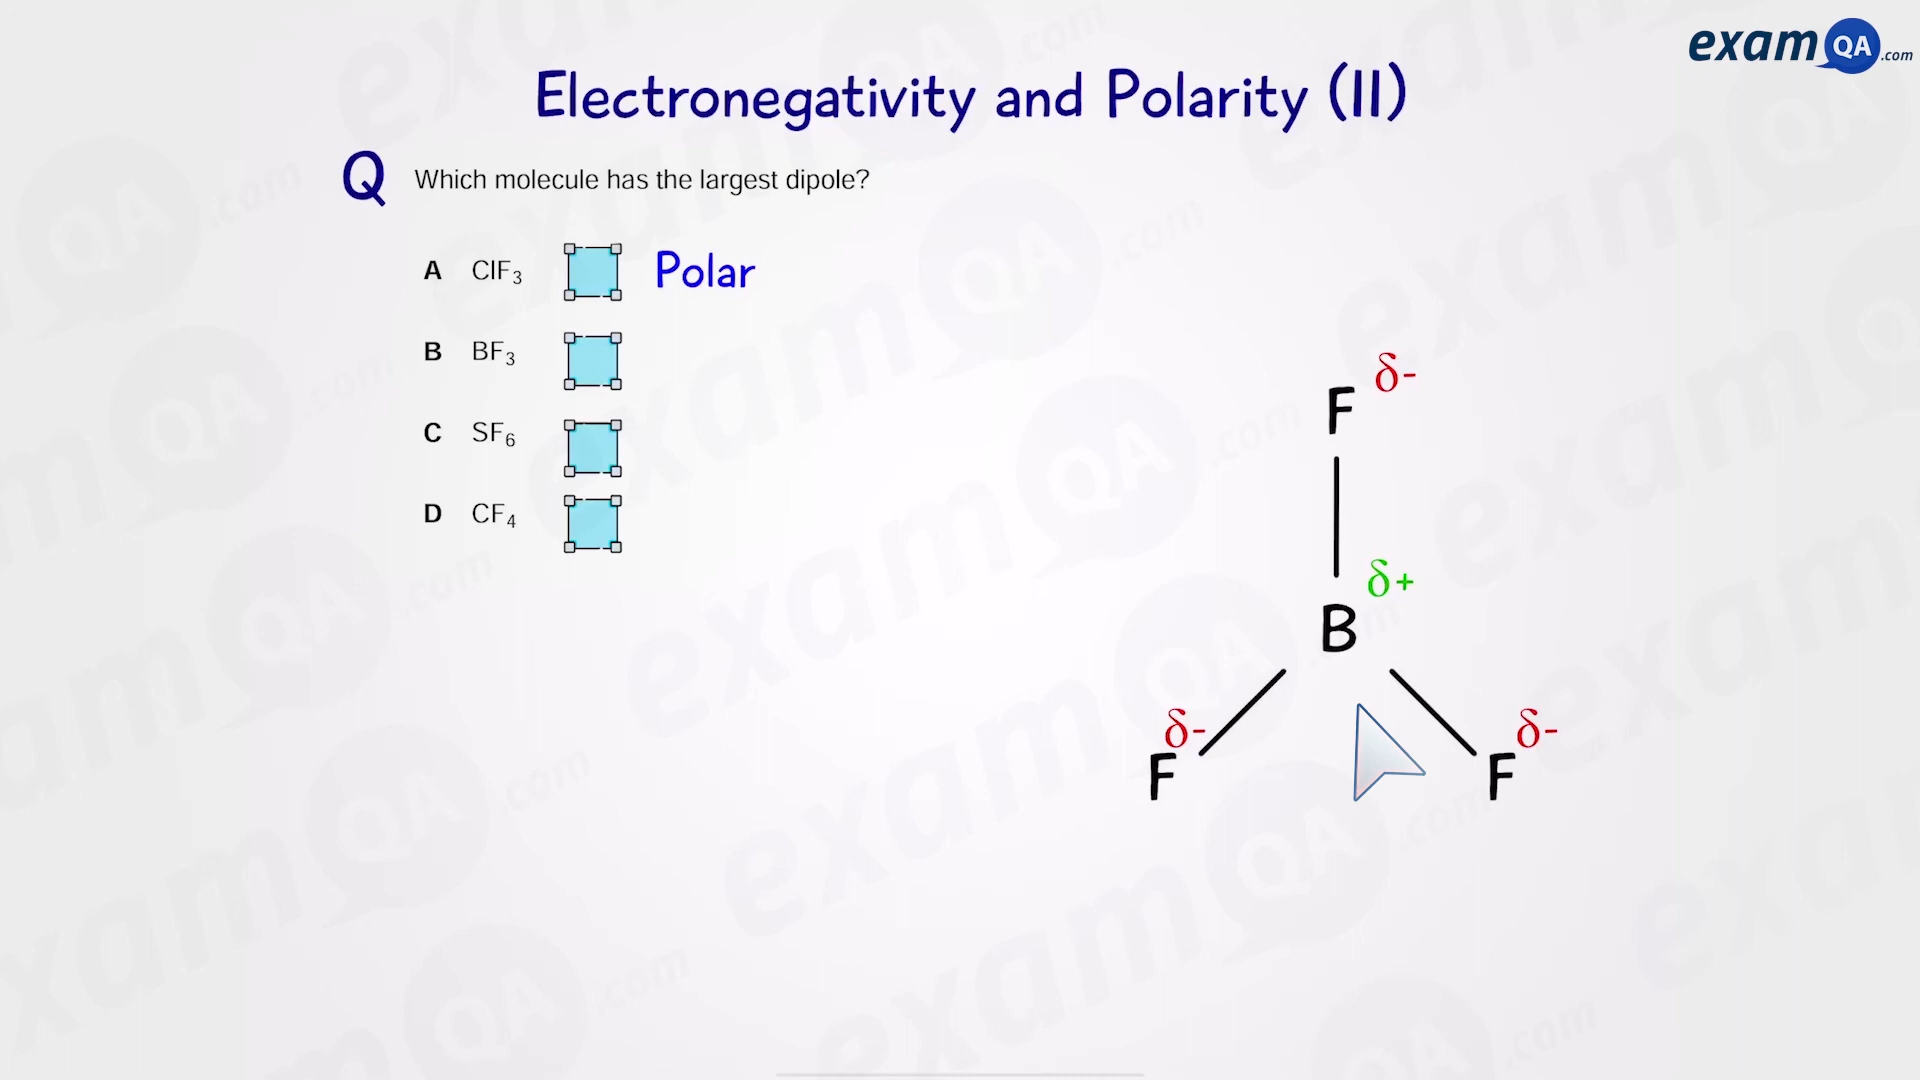 examQA.com
Electronegativity and Polarity (II)
Q Which molecule has the largest dipole?
A ClF₃ Polar
B BF₃
C SF₆
D CF₄
δ-
F
δ+
B
δ- δ-
F F